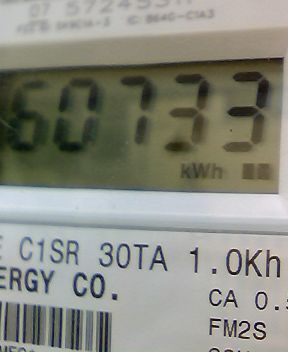 60733
kWh
E C1SR 30TA 1.0Kh
ERGY CO.
CA 0.
FM2S